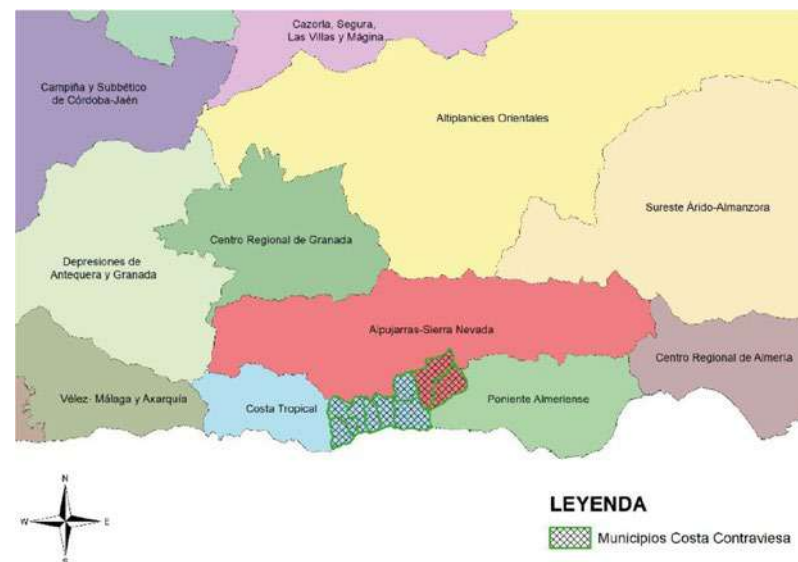 Cazorla, Segura,
Las Villas y Mágina
Campiña y Subbético
de Córdoba-Jaén
Altiplanicies Orientales
Sureste Árido-Almanzora
Centro Regional de Granada
Depresiones de
Antequera y Granada
Alpujarras-Sierra Nevada
Centro Regional de Almería
Vélez- Málaga y Axarquía
Costa Tropical
Poniente Almeriense
N
W
E
S
LEYENDA
Municipios Costa Contraviesa